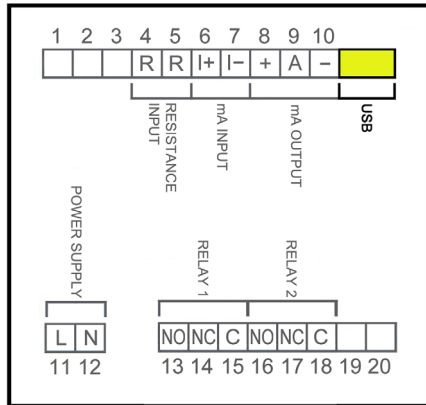 1 2 3 4 5 6 7 8 9 10
R R I+ I− + A −
RESISTANCE
INPUT
mA INPUT
mA OUTPUT
USB
POWER SUPPLY
RELAY 1
RELAY 2
L N
NO NC C NO NC C
11 12 13 14 15 16 17 18 19 20